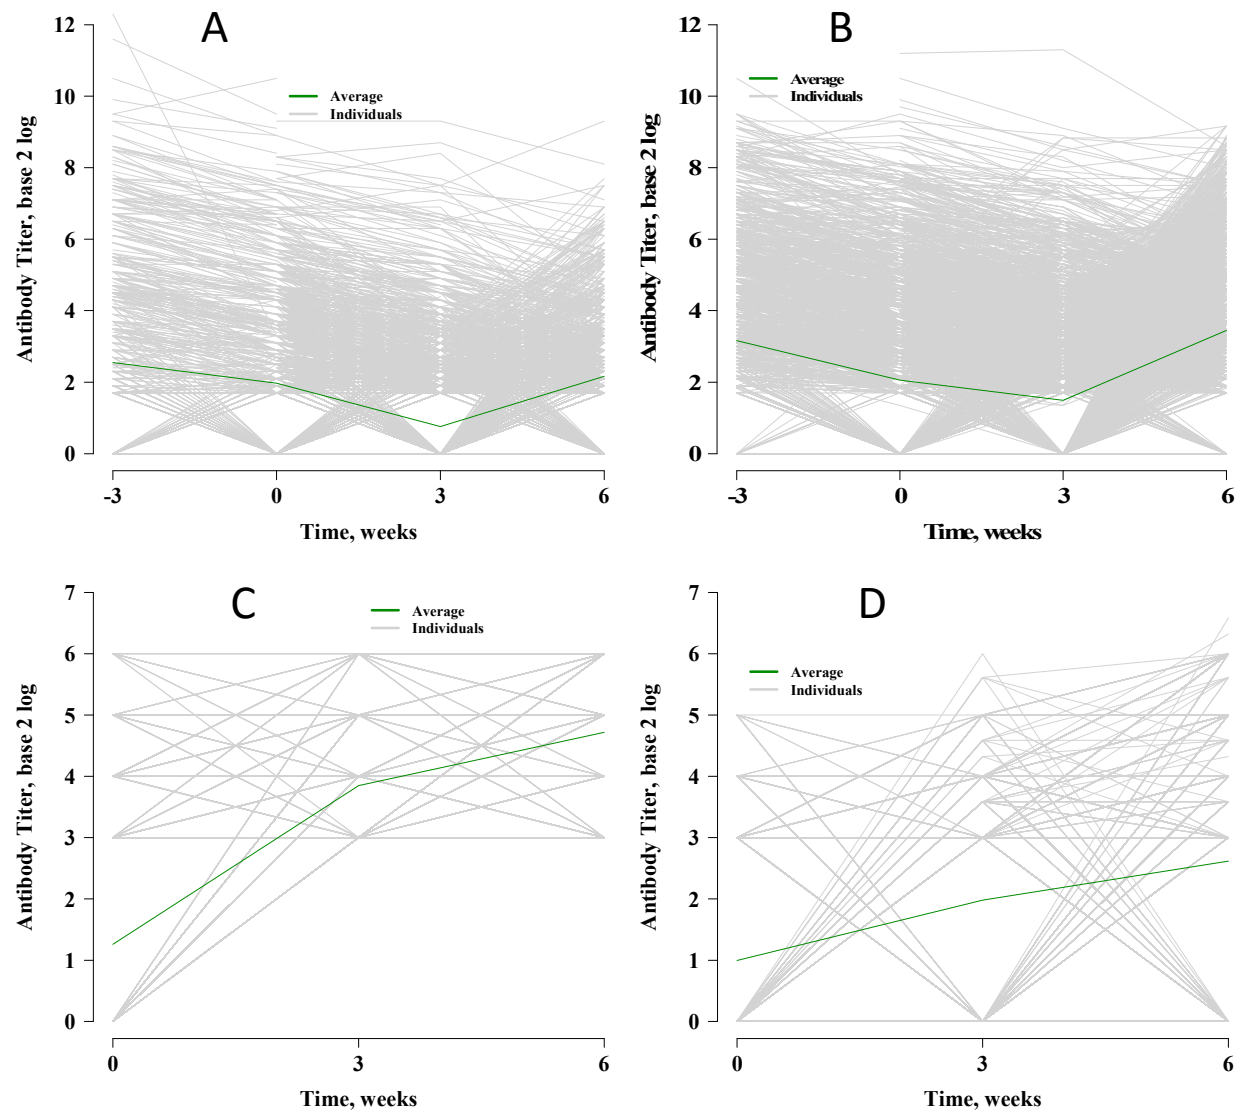 A
12
10
8
6
4
2
0
Antibody Titer, base 2 log
Average
Individuals
-3
0
3
6
Time, weeks
B
12
10
8
6
4
2
0
Antibody Titer, base 2 log
Average
Individuals
-3
0
3
6
Time, weeks
C
7
6
5
4
3
2
1
0
Antibody Titer, base 2 log
Average
Individuals
0
3
6
Time, weeks
D
7
6
5
4
3
2
1
0
Antibody Titer, base 2 log
Average
Individuals
0
3
6
Time, weeks